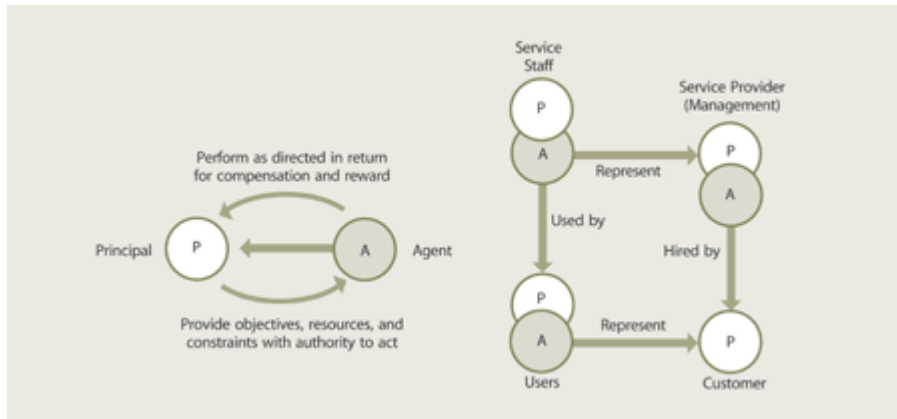 Perform as directed in return
for compensation and reward
Principal
P
A
Agent
Provide objectives, resources, and
constraints with authority to act
Service
Staff
P
A
Represent
Service Provider
(Management)
P
A
Used by
Hired by
P
A
Users
Represent
P
Customer